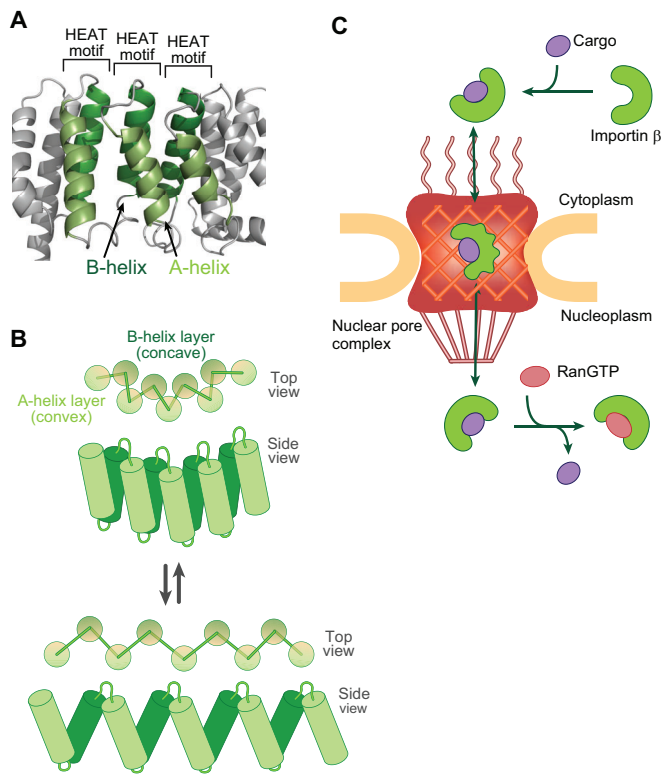 A
HEAT
motif
HEAT
motif
HEAT
motif
B-helix
A-helix
B
B-helix layer
(concave)
A-helix layer
(convex)
Top
view
Side
view
Top
view
Side
view
C
Cargo
Importin β
Cytoplasm
Nucleoplasm
Nuclear pore
complex
RanGTP